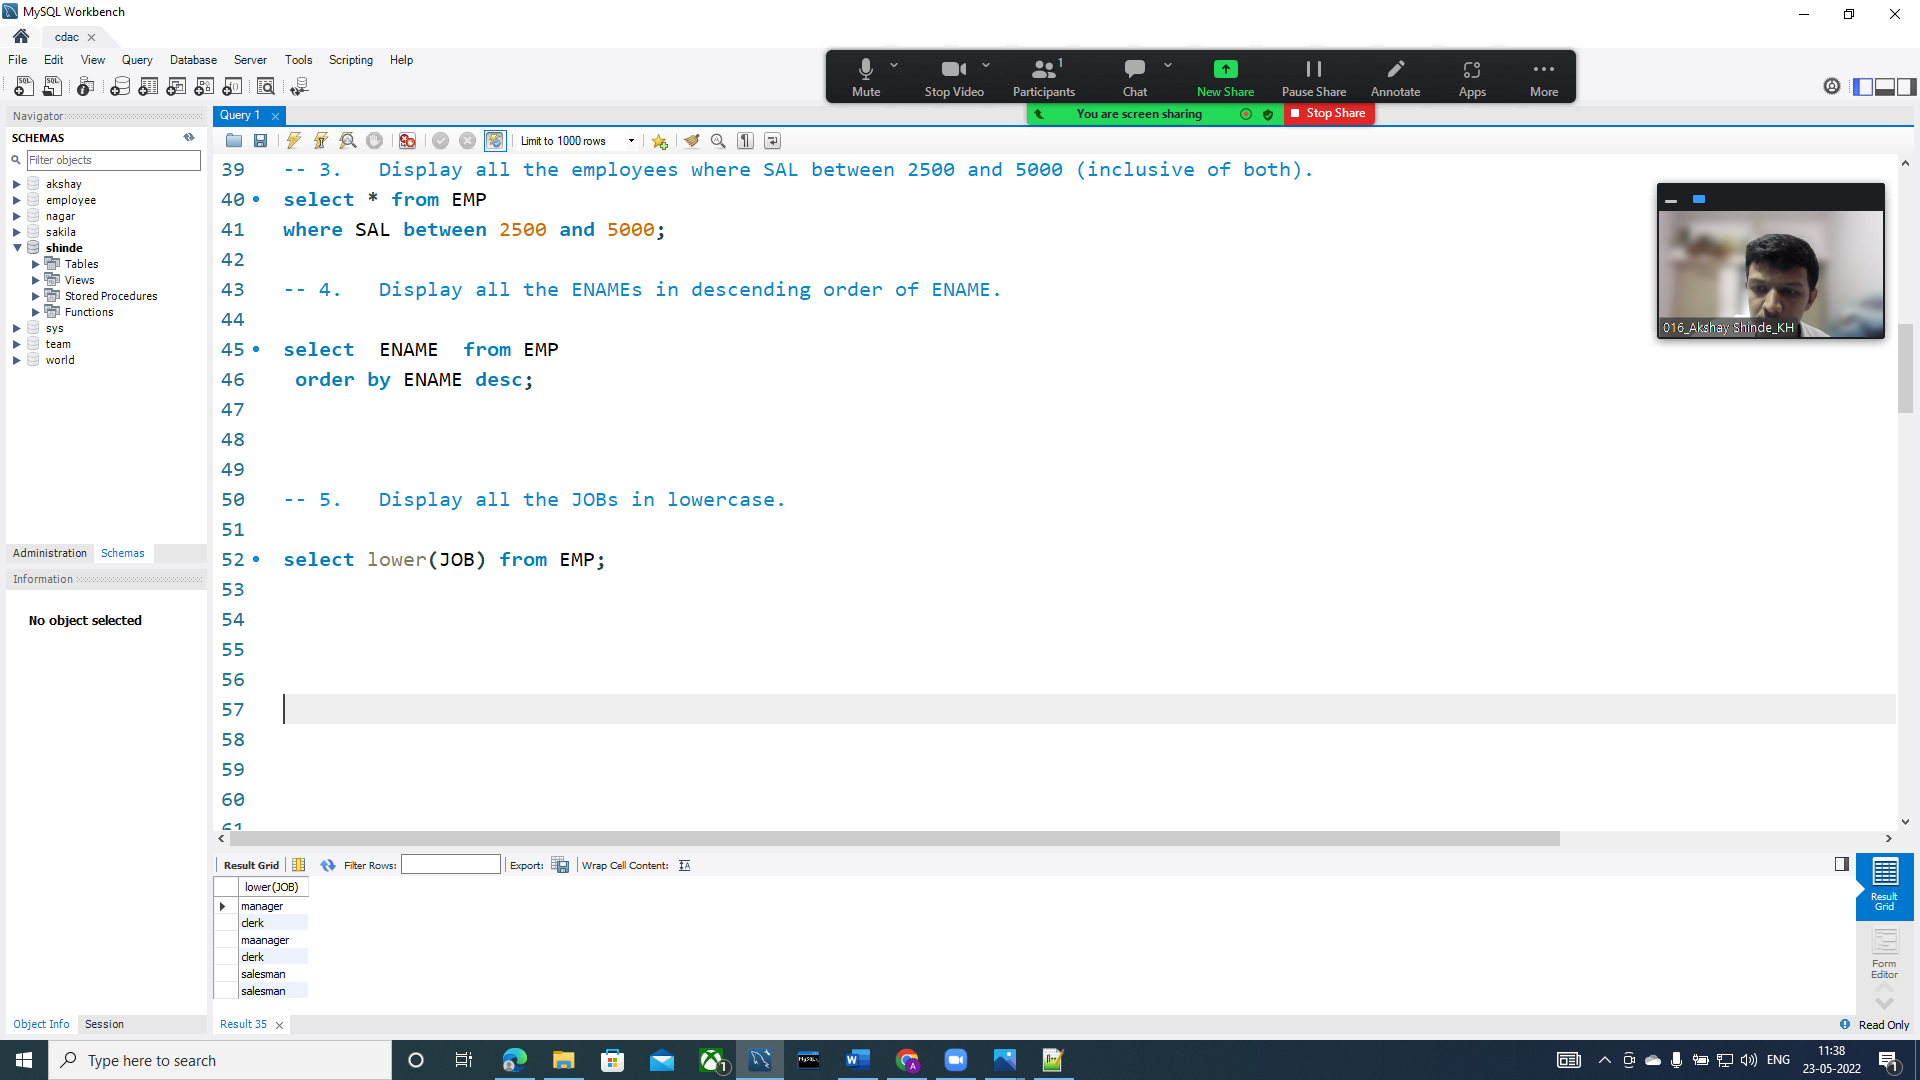 MySQL Workbench
cdac
File Edit View Query Database Server Tools Scripting Help
Mute Stop Video Participants 1 Chat New Share Pause Share Annotate Apps More
You are screen sharing Stop Share
Navigator
Query 1
SCHEMAS
Filter objects
Limit to 1000 rows
akshay
employee
nagar
sakila
shinde
Tables
Views
Stored Procedures
Functions
sys
team
world
39 -- 3. Display all the employees where SAL between 2500 and 5000 (inclusive of both).
40 select * from EMP
41 where SAL between 2500 and 5000;
42
43 -- 4. Display all the ENAMEs in descending order of ENAME.
44
45 select ENAME from EMP
46 order by ENAME desc;
47
48
49
50 -- 5. Display all the JOBs in lowercase.
51
52 select lower(JOB) from EMP;
53
54
55
56
57
58
59
60
61
016_Akshay Shinde_KH
Administration Schemas
Information
No object selected
Object Info Session
Result Grid Filter Rows: Export: Wrap Cell Content:
lower(JOB)
manager
clerk
maanager
clerk
salesman
salesman
Result Grid
Form Editor
Result 35
Read Only
Type here to search
1
MySQL
ENG
11:38
23-05-2022
1